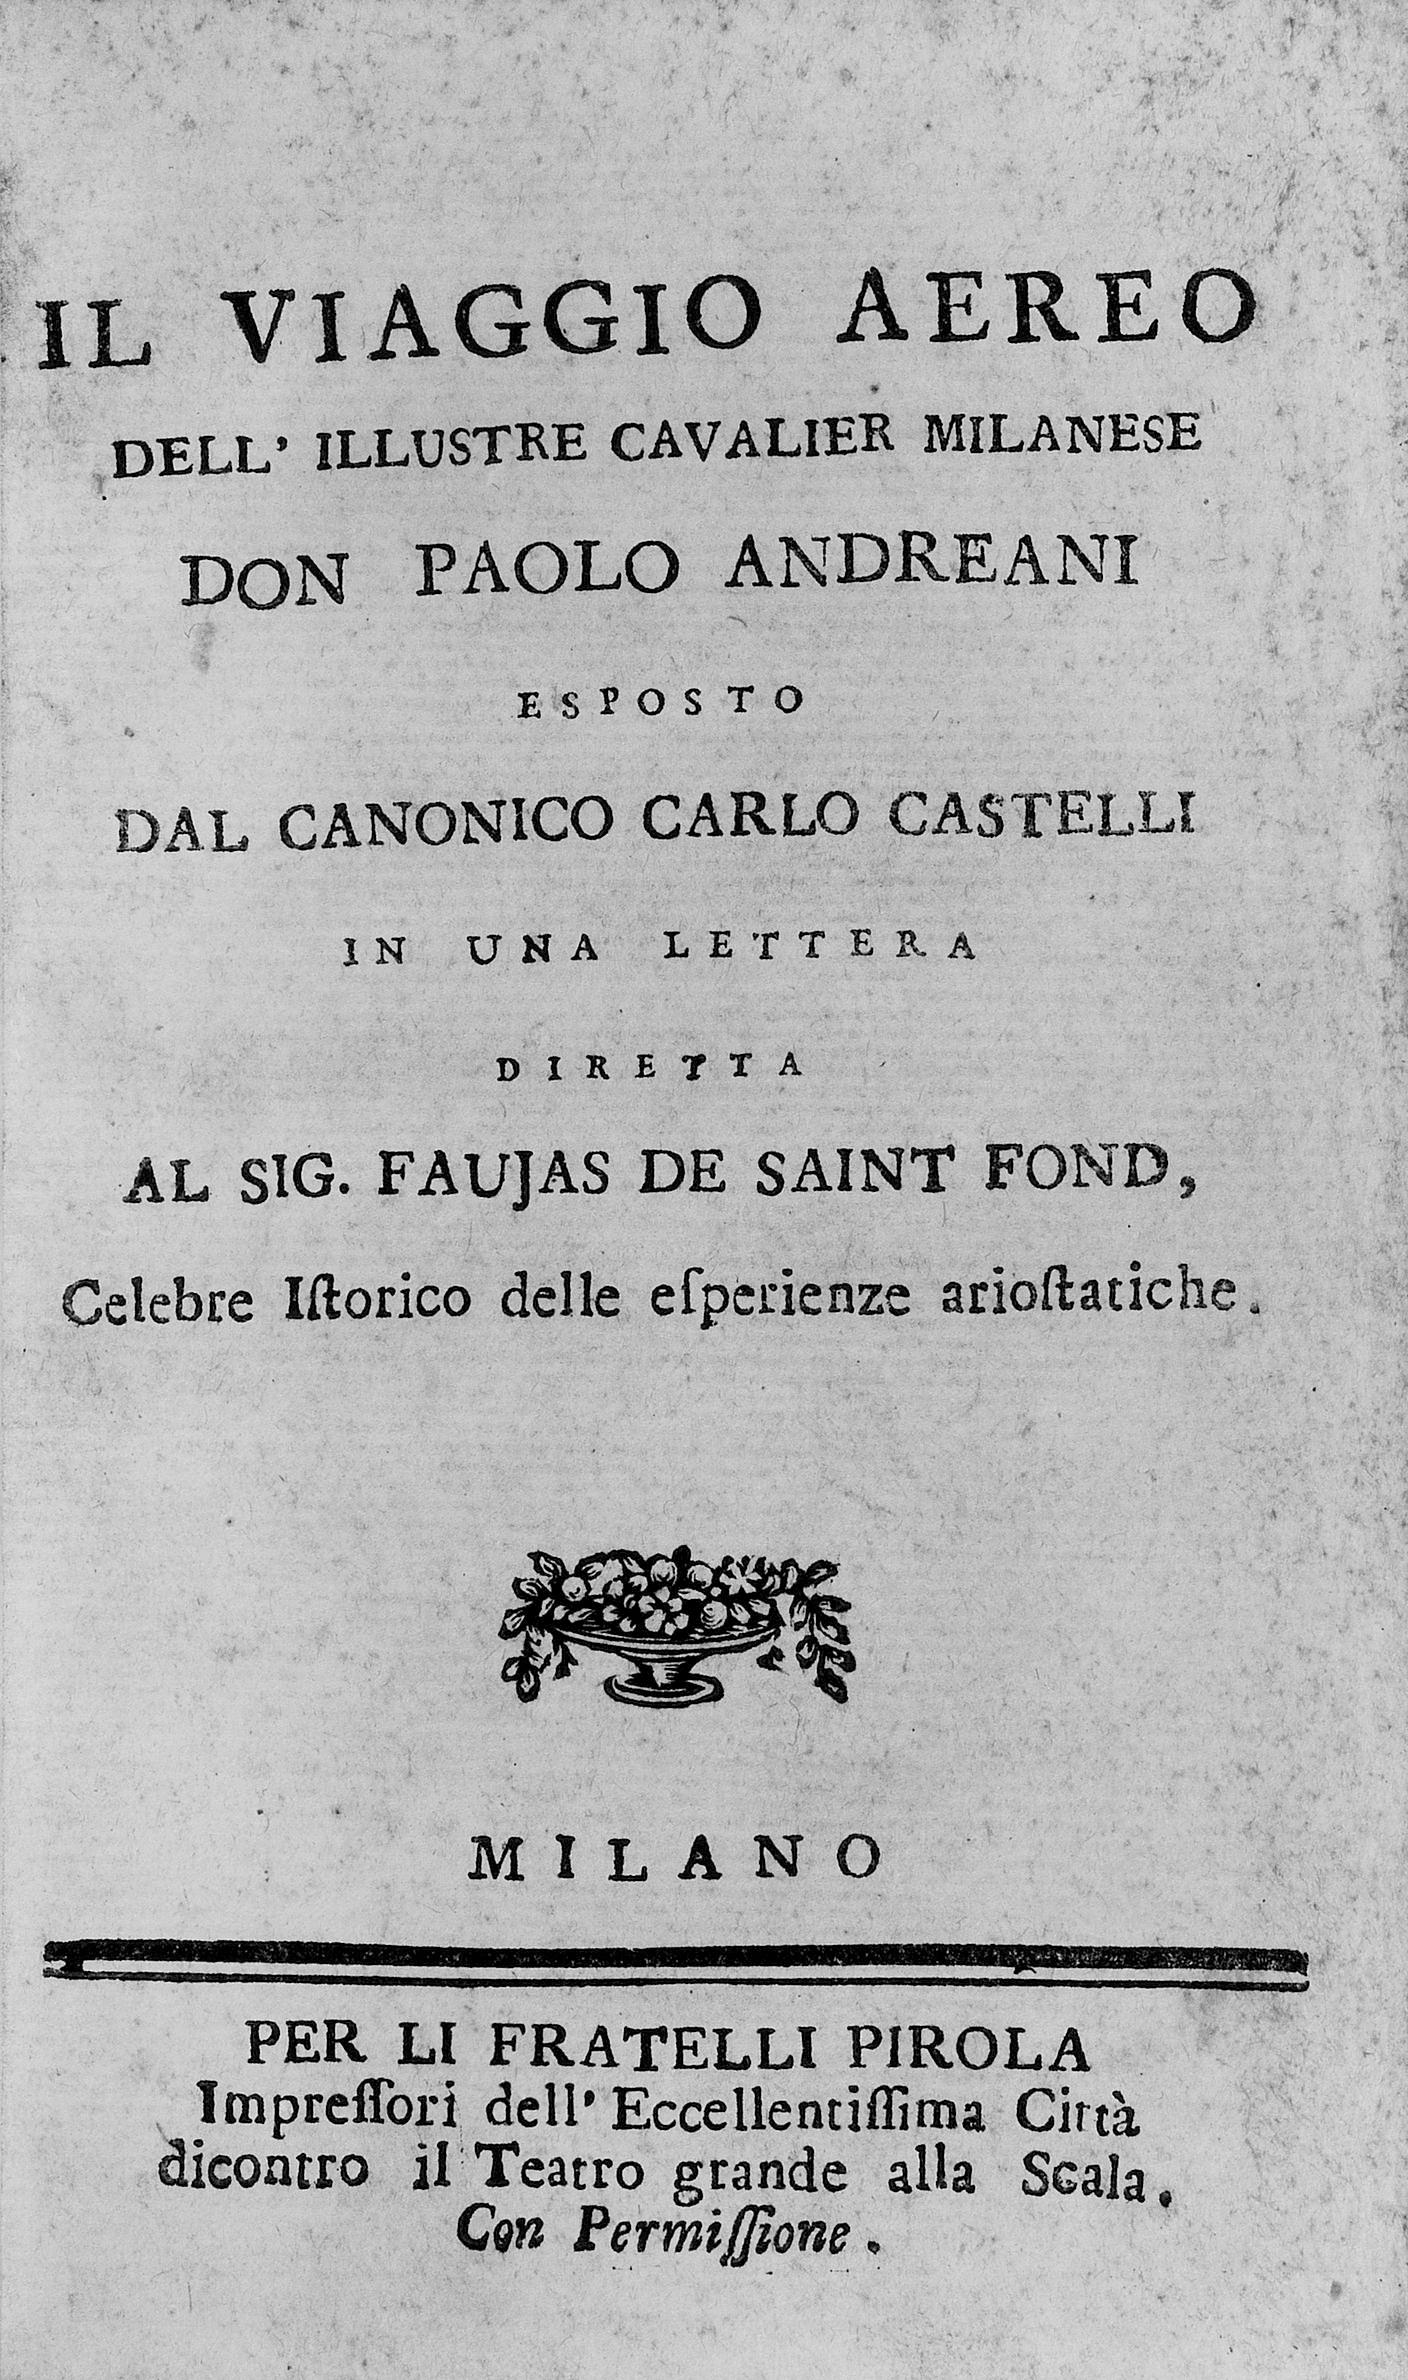 IL VIAGGIO AEREO
DELL' ILLUSTRE CAVALIER MILANESE
DON PAOLO ANDREANI
ESPOSTO
DAL CANONICO CARLO CASTELLI
IN UNA LETTERA
DIRETTA
AL SIG. FAUJAS DE SAINT FOND,
Celebre Iſtorico delle eſperienze arioſtatiche.
MILANO
PER LI FRATELLI PIROLA
Impreſſori dell' Eccellentiſſima Città
dicontro il Teatro grande alla Scala.
Con Permiſſione.